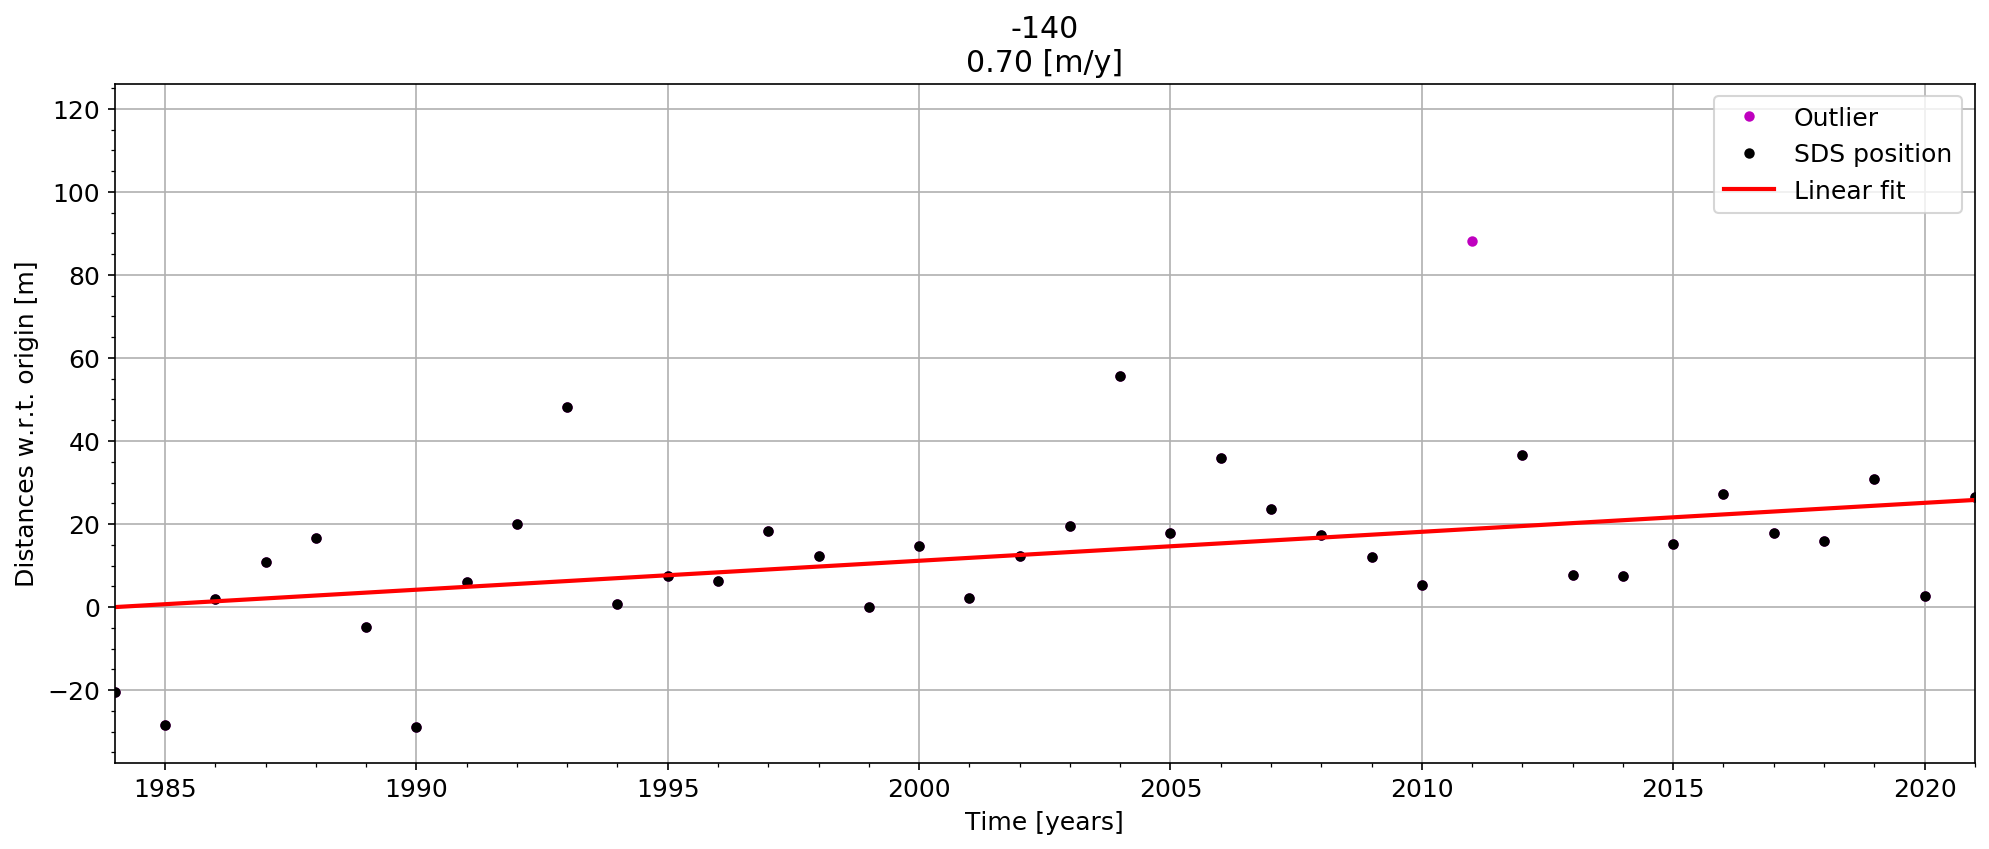 -140
0.70 [m/y]
Distances w.r.t. origin [m]
120
100
80
60
40
20
0
−20
Outlier
SDS position
Linear fit
1985 1990 1995 2000 2005 2010 2015 2020
Time [years]